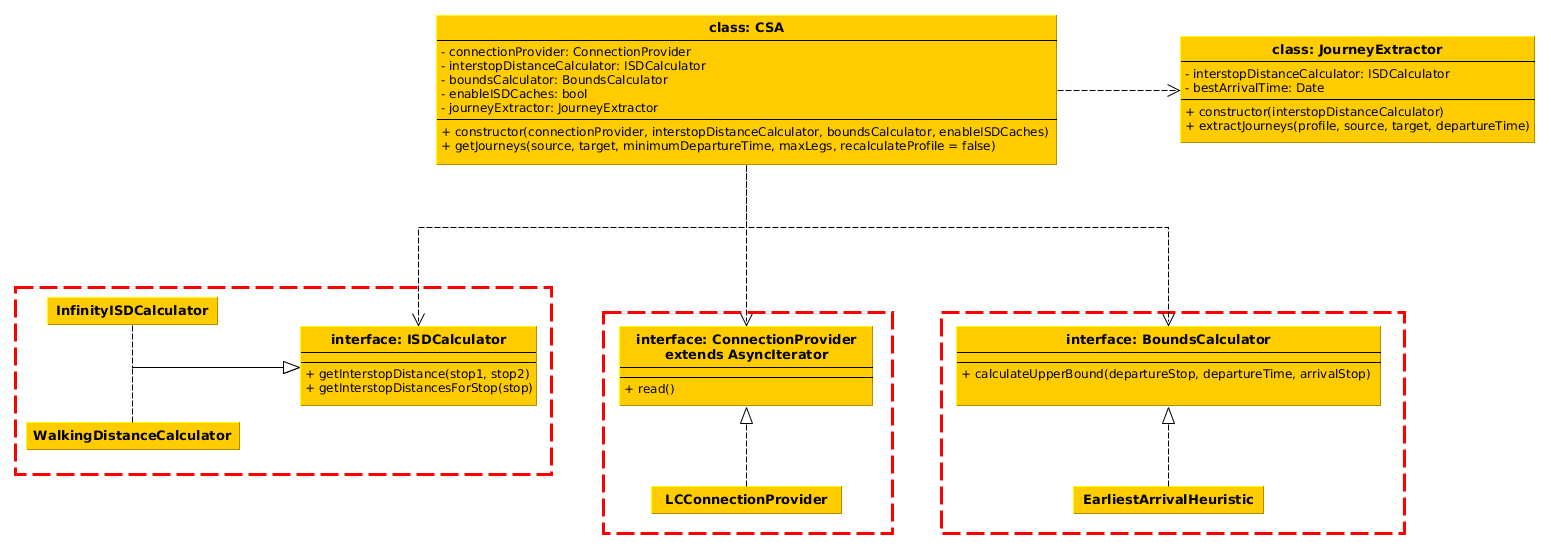 class: CSA
- connectionProvider: ConnectionProvider
- interstopDistanceCalculator: ISDCalculator
- boundsCalculator: BoundsCalculator
- enableISDCaches: bool
- journeyExtractor: JourneyExtractor
+ constructor(connectionProvider, interstopDistanceCalculator, boundsCalculator, enableISDCaches)
+ getJourneys(source, target, minimumDepartureTime, maxLegs, recalculateProfile = false)
class: JourneyExtractor
- interstopDistanceCalculator: ISDCalculator
- bestArrivalTime: Date
+ constructor(interstopDistanceCalculator)
+ extractJourneys(profile, source, target, departureTime)
InfinityISDCalculator
interface: ISDCalculator
+ getInterstopDistance(stop1, stop2)
+ getInterstopDistancesForStop(stop)
WalkingDistanceCalculator
interface: ConnectionProvider
extends AsyncIterator
+ read()
LCConnectionProvider
interface: BoundsCalculator
+ calculateUpperBound(departureStop, departureTime, arrivalStop)
EarliestArrivalHeuristic